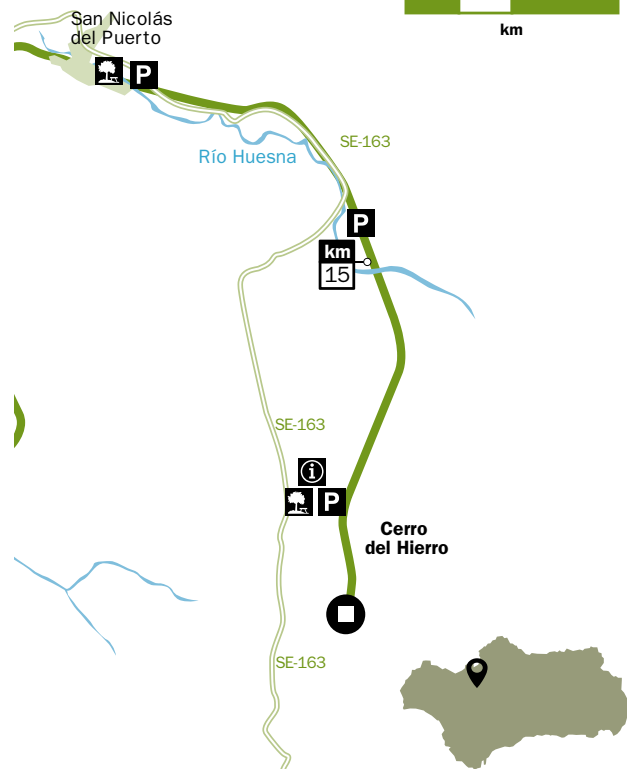 km
San Nicolás
del Puerto
P
SE-163
Río Huesna
P
km
15
SE-163
i
P
Cerro
del Hierro
SE-163